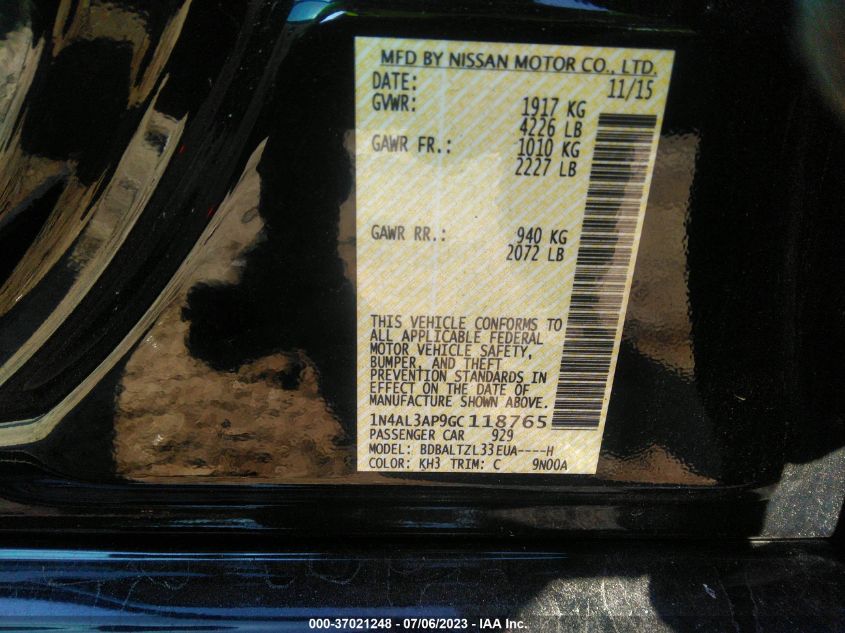 MFD BY NISSAN MOTOR CO., LTD.
DATE: 11/15
GVWR: 1917 KG
4226 LB
GAWR FR.: 1010 KG
2227 LB
GAWR RR.: 940 KG
2072 LB
THIS VEHICLE CONFORMS TO
ALL APPLICABLE FEDERAL
MOTOR VEHICLE SAFETY,
BUMPER, AND THEFT
PREVENTION STANDARDS IN
EFFECT ON THE DATE OF
MANUFACTURE SHOWN ABOVE.
1N4AL3AP9GC118765
PASSENGER CAR 929
MODEL: BDBALTZL33EUA----H
COLOR: KH3 TRIM: C 9N00A
000-37021248 - 07/06/2023 - IAA Inc.